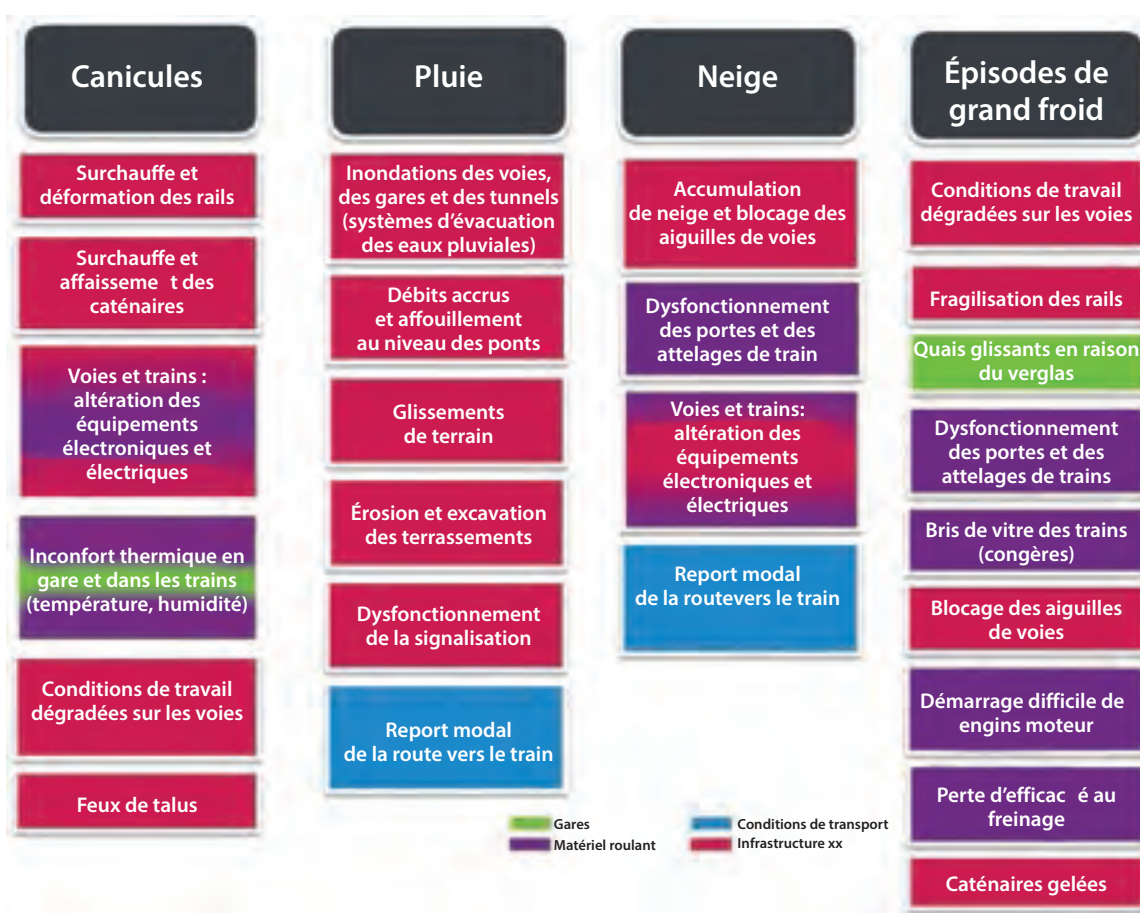 Canicules
Surchauffe et
déformation des rails
Surchauffe et
affaisseme t des
caténaires
Voies et trains :
altération des
équipements
électroniques et
électriques
Inconfort thermique en
gare et dans les trains
(température, humidité)
Conditions de travail
dégradées sur les voies
Feux de talus
Pluie
Inondations des voies,
des gares et des tunnels
(systèmes d'évacuation
des eaux pluviales)
Débits accrus
et affouillement
au niveau des ponts
Glissements
de terrain
Érosion et excavation
des terrassements
Dysfonctionnement
de la signalisation
Report modal
de la route vers le train
Neige
Accumulation
de neige et blocage des
aiguilles de voies
Dysfonctionnement
des portes et des
attelages de train
Voies et trains:
altération des
équipements
électroniques et
électriques
Report modal
de la routevers le train
Épisodes de
grand froid
Conditions de travail
dégradées sur les voies
Fragilisation des rails
Quais glissants en raison
du verglas
Dysfonctionnement
des portes et des
attelages de trains
Bris de vitre des trains
(congères)
Blocage des aiguilles
de voies
Démarrage difficile de
engins moteur
Perte d'efficac é au
freinage
Caténaires gelées
Gares
Matériel roulant
Conditions de transport
Infrastructure xx